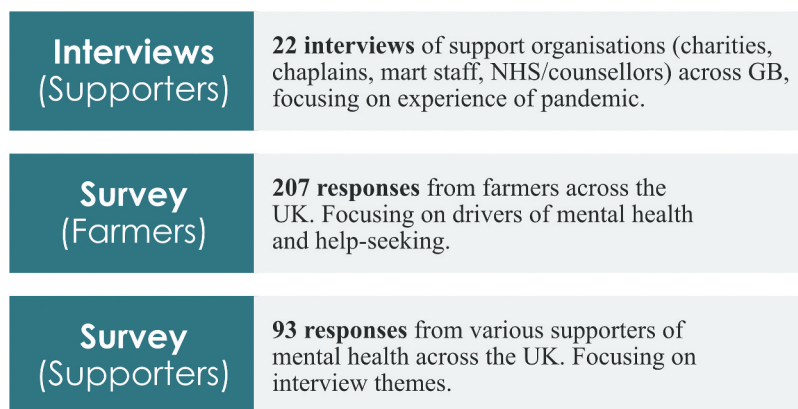 Interviews
(Supporters)
22 interviews of support organisations (charities,
chaplains, mart staff, NHS/counsellors) across GB,
focusing on experience of pandemic.
Survey
(Farmers)
207 responses from farmers across the
UK. Focusing on drivers of mental health
and help-seeking.
Survey
(Supporters)
93 responses from various supporters of
mental health across the UK. Focusing on
interview themes.